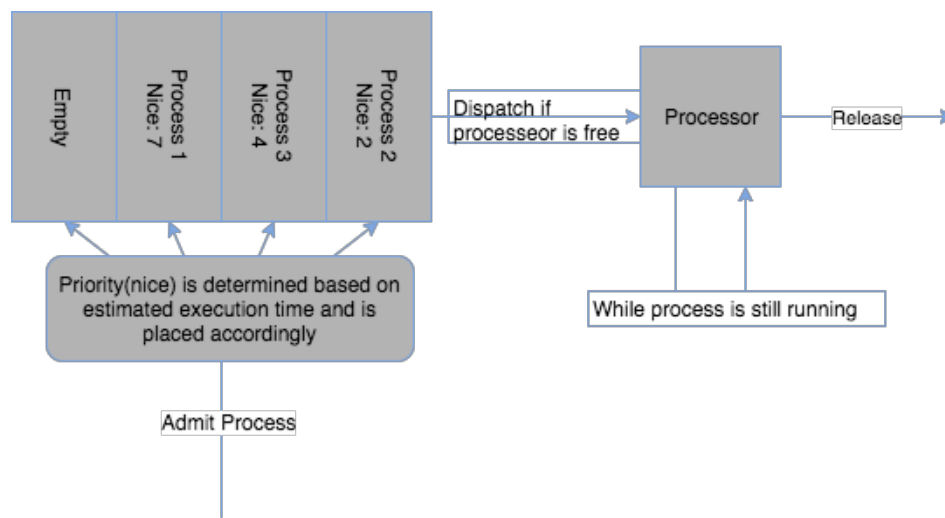 Empty
Process 1
Nice: 7
Process 3
Nice: 4
Process 2
Nice: 2
Dispatch if
processeor is free
Processor
Release
Priority(nice) is determined based on
estimated execution time and is
placed accordingly
While process is still running
Admit Process